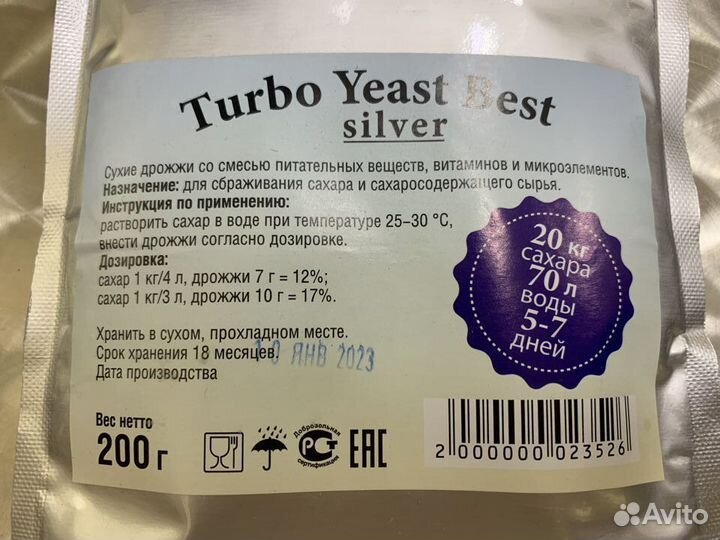 Turbo Yeast Best
silver
Сухие дрожжи со смесью питательных веществ, витаминов и микроэлементов.
Назначение: для сбраживания сахара и сахаросодержащего сырья.
Инструкция по применению:
растворить сахар в воде при температуре 25–30 °С,
внести дрожжи согласно дозировке.
Дозировка:
сахар 1 кг/4 л, дрожжи 7 г = 12%;
сахар 1 кг/3 л, дрожжи 10 г = 17%.
20 кг
сахара
70 л
воды
5-7
дней
Хранить в сухом, прохладном месте.
Срок хранения 18 месяцев.
ЯНВ 2023
Дата производства
Вес нетто
200 г
Добровольная
сертификация
ЕАС
2 000000 023526
Avito